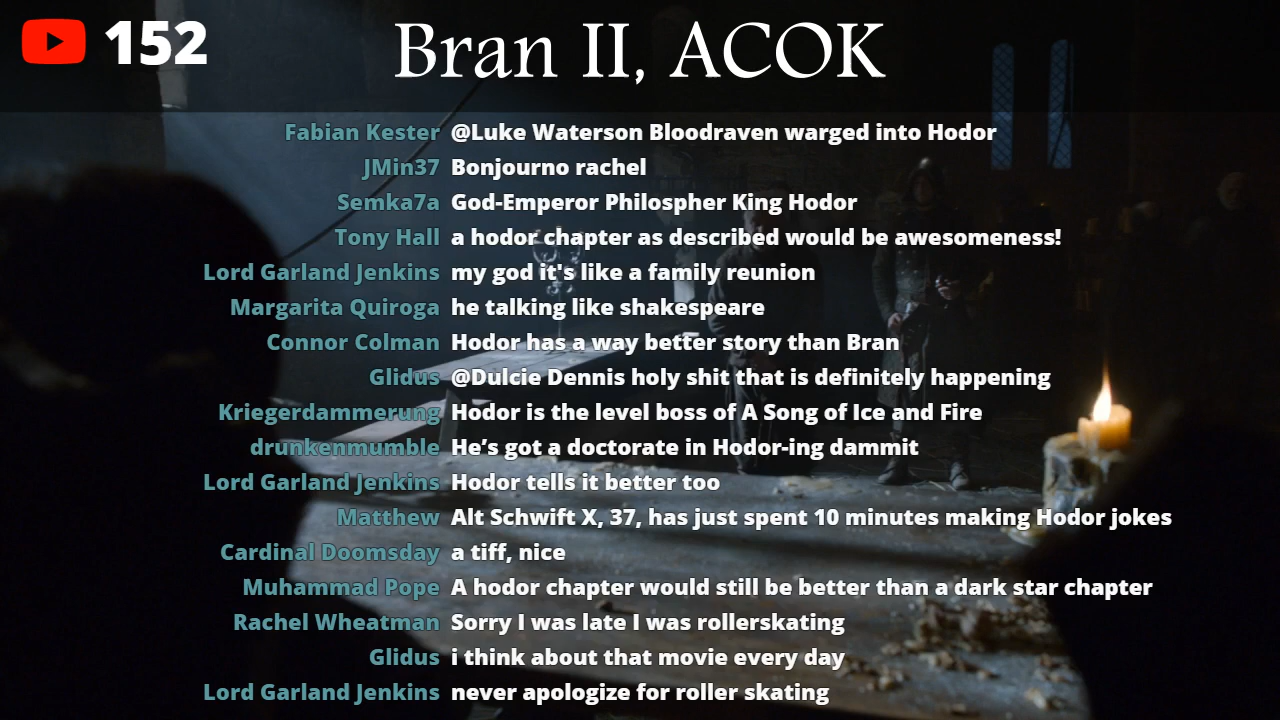 152
Bran II, ACOK
Fabian Kester @Luke Waterson Bloodraven warged into Hodor
JMin37 Bonjourno rachel
Semka7a God-Emperor Philospher King Hodor
Tony Hall a hodor chapter as described would be awesomeness!
Lord Garland Jenkins my god it's like a family reunion
Margarita Quiroga he talking like shakespeare
Connor Colman Hodor has a way better story than Bran
Glidus @Dulcie Dennis holy shit that is definitely happening
Kriegerdammerung Hodor is the level boss of A Song of Ice and Fire
drunkenmumble He’s got a doctorate in Hodor-ing dammit
Lord Garland Jenkins Hodor tells it better too
Matthew Alt Schwift X, 37, has just spent 10 minutes making Hodor jokes
Cardinal Doomsday a tiff, nice
Muhammad Pope A hodor chapter would still be better than a dark star chapter
Rachel Wheatman Sorry I was late I was rollerskating
Glidus i think about that movie every day
Lord Garland Jenkins never apologize for roller skating